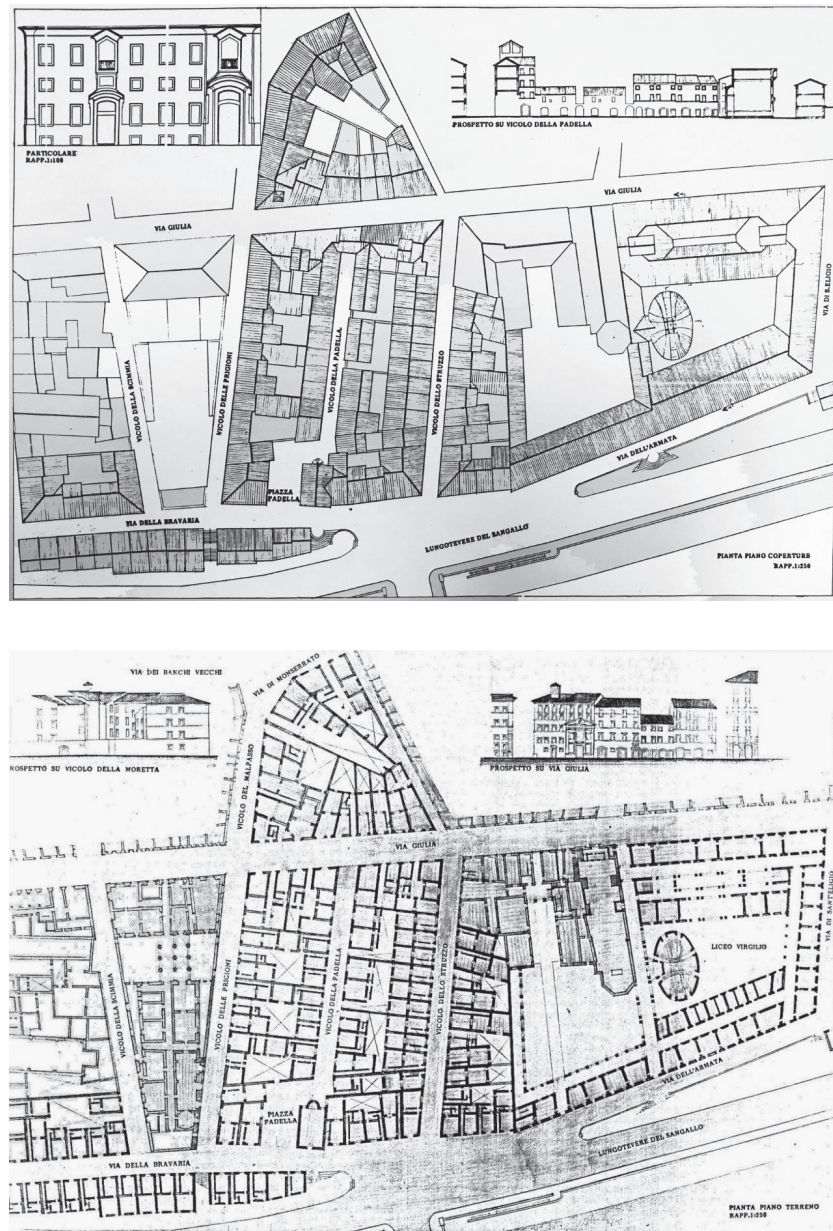 PARTICOLARE
RAPP.1:100
PROSPETTO SU VICOLO DELLA PADELLA
VIA GIULIA
VIA GIULIA
VIA DI S.ELIGIO
VICOLO DELLA SCIMMIA
VICOLO DELLE PRIGIONI
VICOLO DELLA PADELLA
VICOLO DELLO STRUZZO
VIA DELL'ARMATA
PIAZZA
PADELLA
VIA DELLA BRAVARIA
LUNGOTEVERE DEL SANGALLO
PIANTA PIANO COPERTURE
RAPP.1:250
VIA DEI BANCHI VECCHI
VIA DI MONSERRATO
PROSPETTO SU VICOLO DELLA MORETTA
VICOLO DEL MALPASSO
PROSPETTO SU VIA GIULIA
VIA GIULIA
VIA DI SANT'ELIGIO
LICEO VIRGILIO
VICOLO DELLA SCIMMIA
VICOLO DELLE PRIGIONI
VICOLO DELLA PADELLA
VICOLO DELLO STRUZZO
VIA DELL'ARMATA
PIAZZA
PADELLA
VIA DELLA BRAVARIA
LUNGOTEVERE DEL SANGALLO
PIANTA PIANO TERRENO
RAPP.1:250